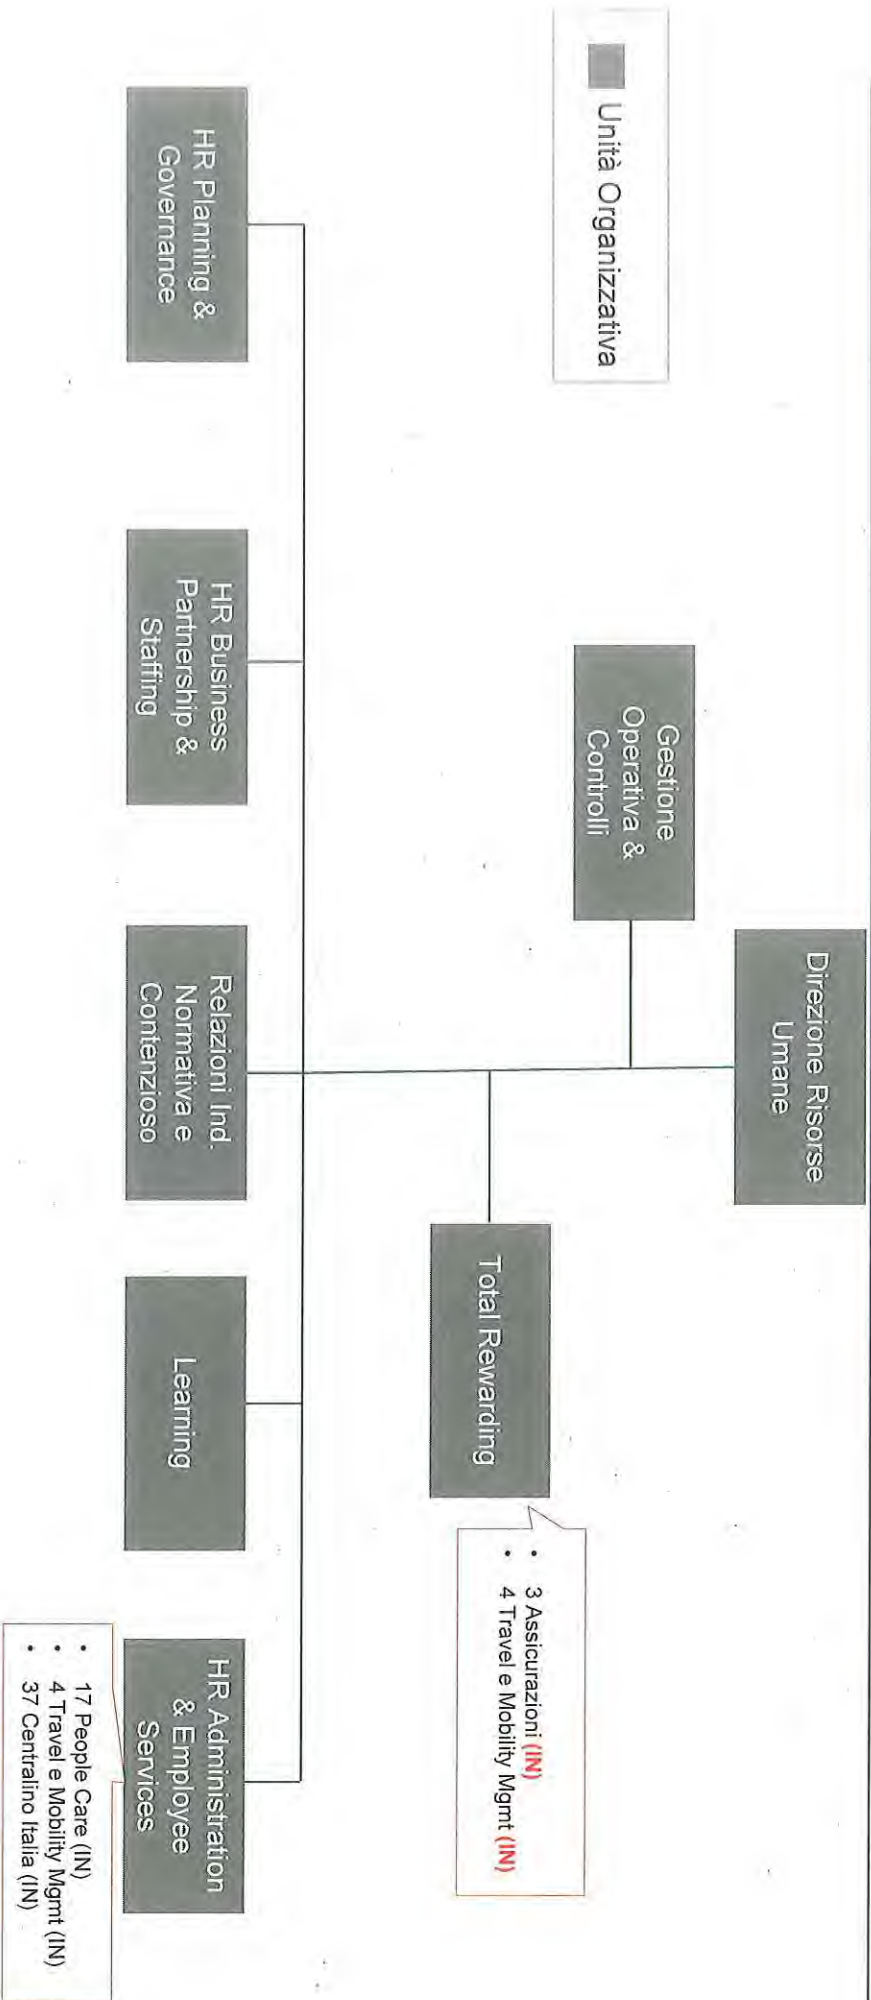 Direzione Risorse
Umane
Unità Organizzativa
Gestione
Operativa &
Controlli
Total Rewarding
• 3 Assicurazioni (IN)
• 4 Travel e Mobility Mgmt (IN)
HR Planning &
Governance
HR Business
Partnership &
Staffing
Relazioni Ind.
Normativa e
Contenzioso
Learning
HR Administration
& Employee
Services
• 17 People Care (IN)
• 4 Travel e Mobility Mgmt (IN)
• 37 Centralino Italia (IN)